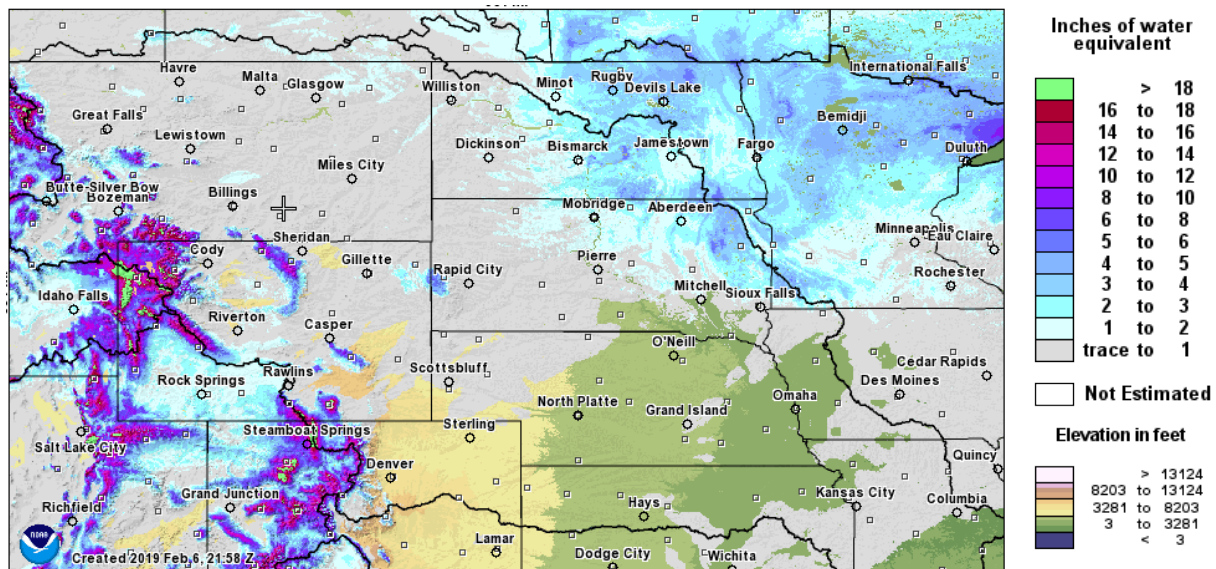 Havre
Malta
Glasgow
Williston
Minot
Rugby
Devils Lake
International Falls
Great Falls
Bemidji
Lewistown
Miles City
Dickinson
Bismarck
Jamestown
Fargo
Duluth
Butte-Silver Bow
Bozeman
Billings
Mobridge
Aberdeen
Minneapolis
Eau Claire
Cody
Sheridan
Gillette
Rapid City
Pierre
Rochester
Idaho Falls
Mitchell
Sioux Falls
Riverton
Casper
O'Neill
Cedar Rapids
Rock Springs
Rawlins
Scottsbluff
Des Moines
North Platte
Grand Island
Omaha
Salt Lake City
Steamboat Springs
Sterling
Quincy
Denver
Richfield
Grand Junction
Hays
Kansas City
Columbia
Lamar
Dodge City
Wichita
NOAA
Created 2019 Feb 6, 21:58 Z
Inches of water
equivalent
> 18
16 to 18
14 to 16
12 to 14
10 to 12
8 to 10
6 to 8
5 to 6
4 to 5
3 to 4
2 to 3
1 to 2
trace to 1
Not Estimated
Elevation in feet
> 13124
8203 to 13124
3281 to 8203
3 to 3281
< 3